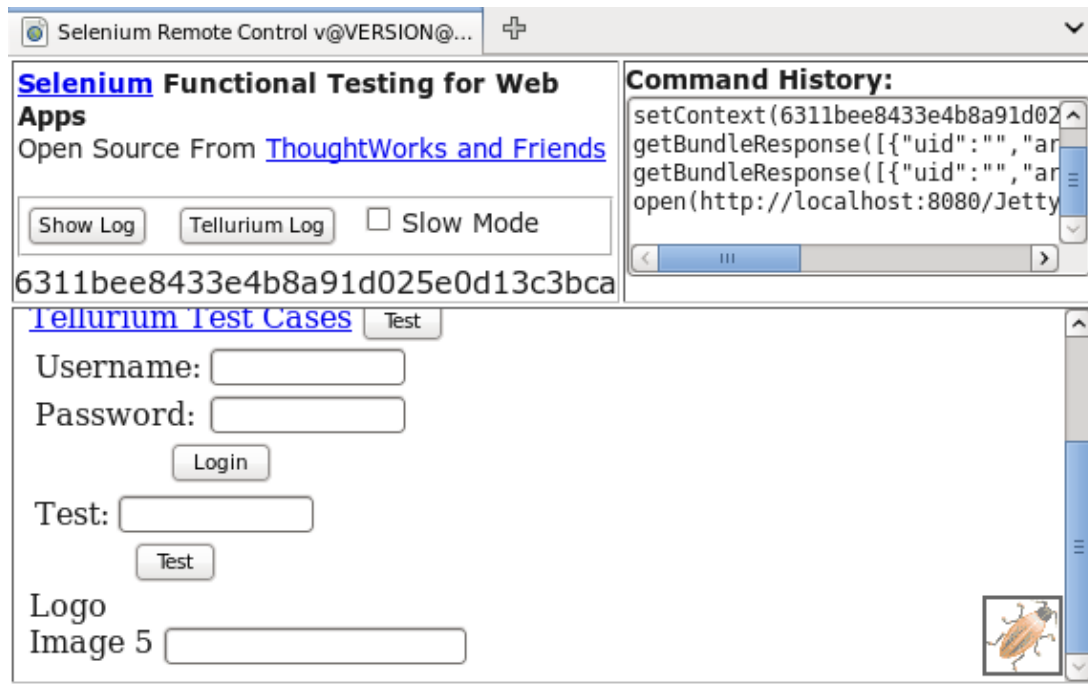 Selenium Remote Control v@VERSION@...
Selenium Functional Testing for Web
Apps
Open Source From ThoughtWorks and Friends
Show Log Tellurium Log Slow Mode
6311bee8433e4b8a91d025e0d13c3bca
Command History:
setContext(6311bee8433e4b8a91d02
getBundleResponse([{"uid":"","ar
getBundleResponse([{"uid":"","ar
open(http://localhost:8080/Jetty
Tellurium Test Cases Test
Username:
Password:
Login
Test:
Test
Logo
Image 5